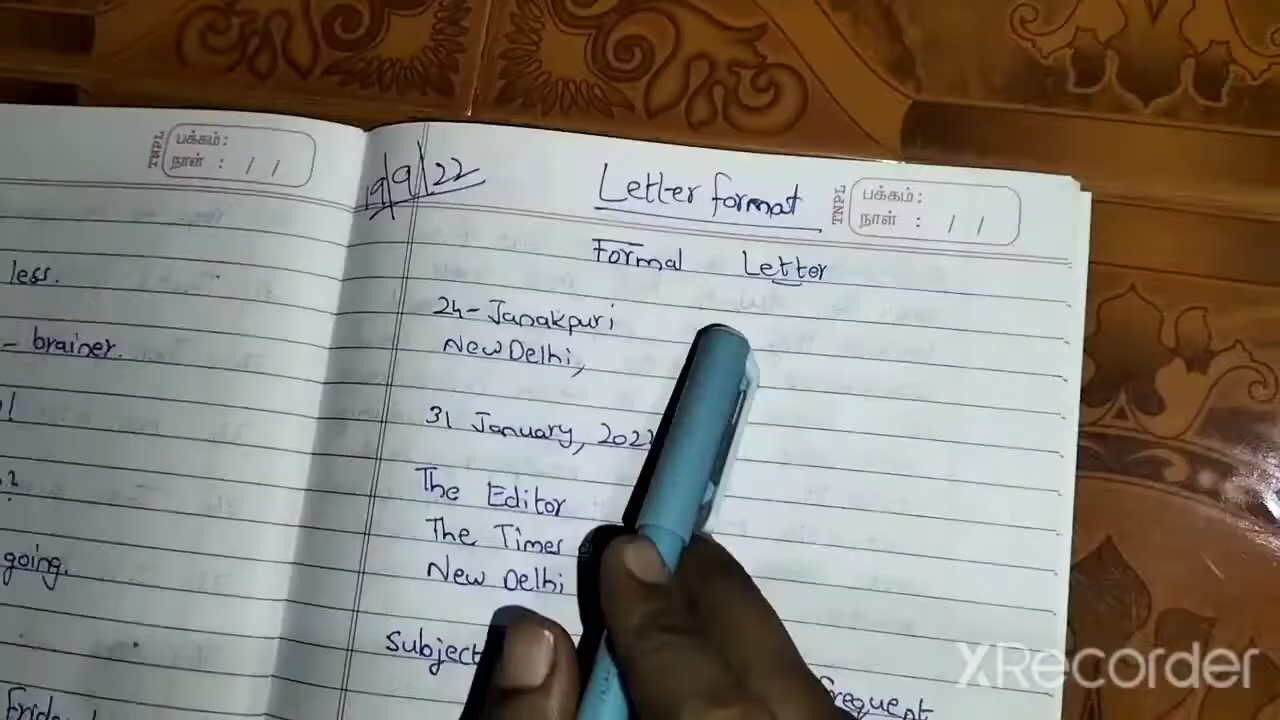 less.
- brainer.
!
?
going.
TNPL
பக்கம்:
நாள் : / /
19/9/22
Letter format
TNPL
பக்கம்:
நாள் : / /
Formal Letter
24-Janakpuri
New Delhi,
31 January,
The Editor
The Times
New Delhi
Subject
frequent
XRecorder